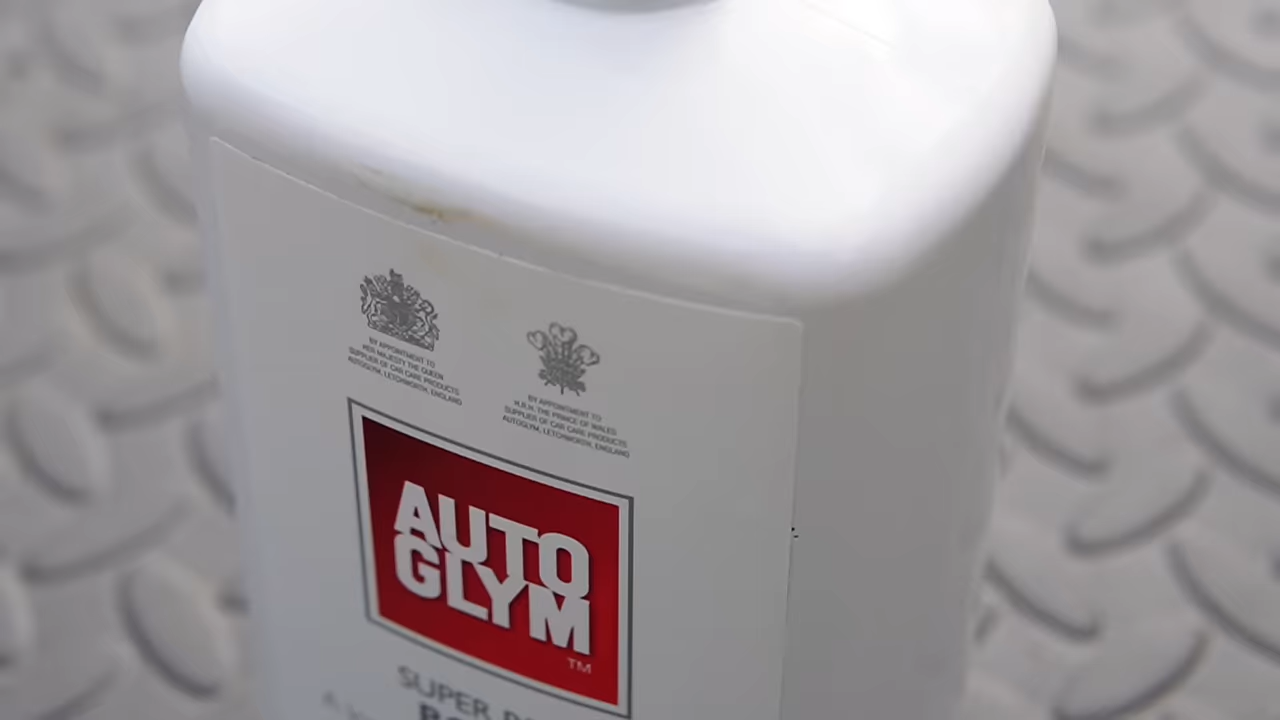 BY APPOINTMENT TO
HER MAJESTY THE QUEEN
SUPPLIER OF CAR CARE PRODUCTS
AUTOGLYM, LETCHWORTH, ENGLAND
BY APPOINTMENT TO
H.R.H. THE PRINCE OF WALES
SUPPLIER OF CAR CARE PRODUCTS
AUTOGLYM, LETCHWORTH, ENGLAND
AUTO
GLYM
TM
SUPER